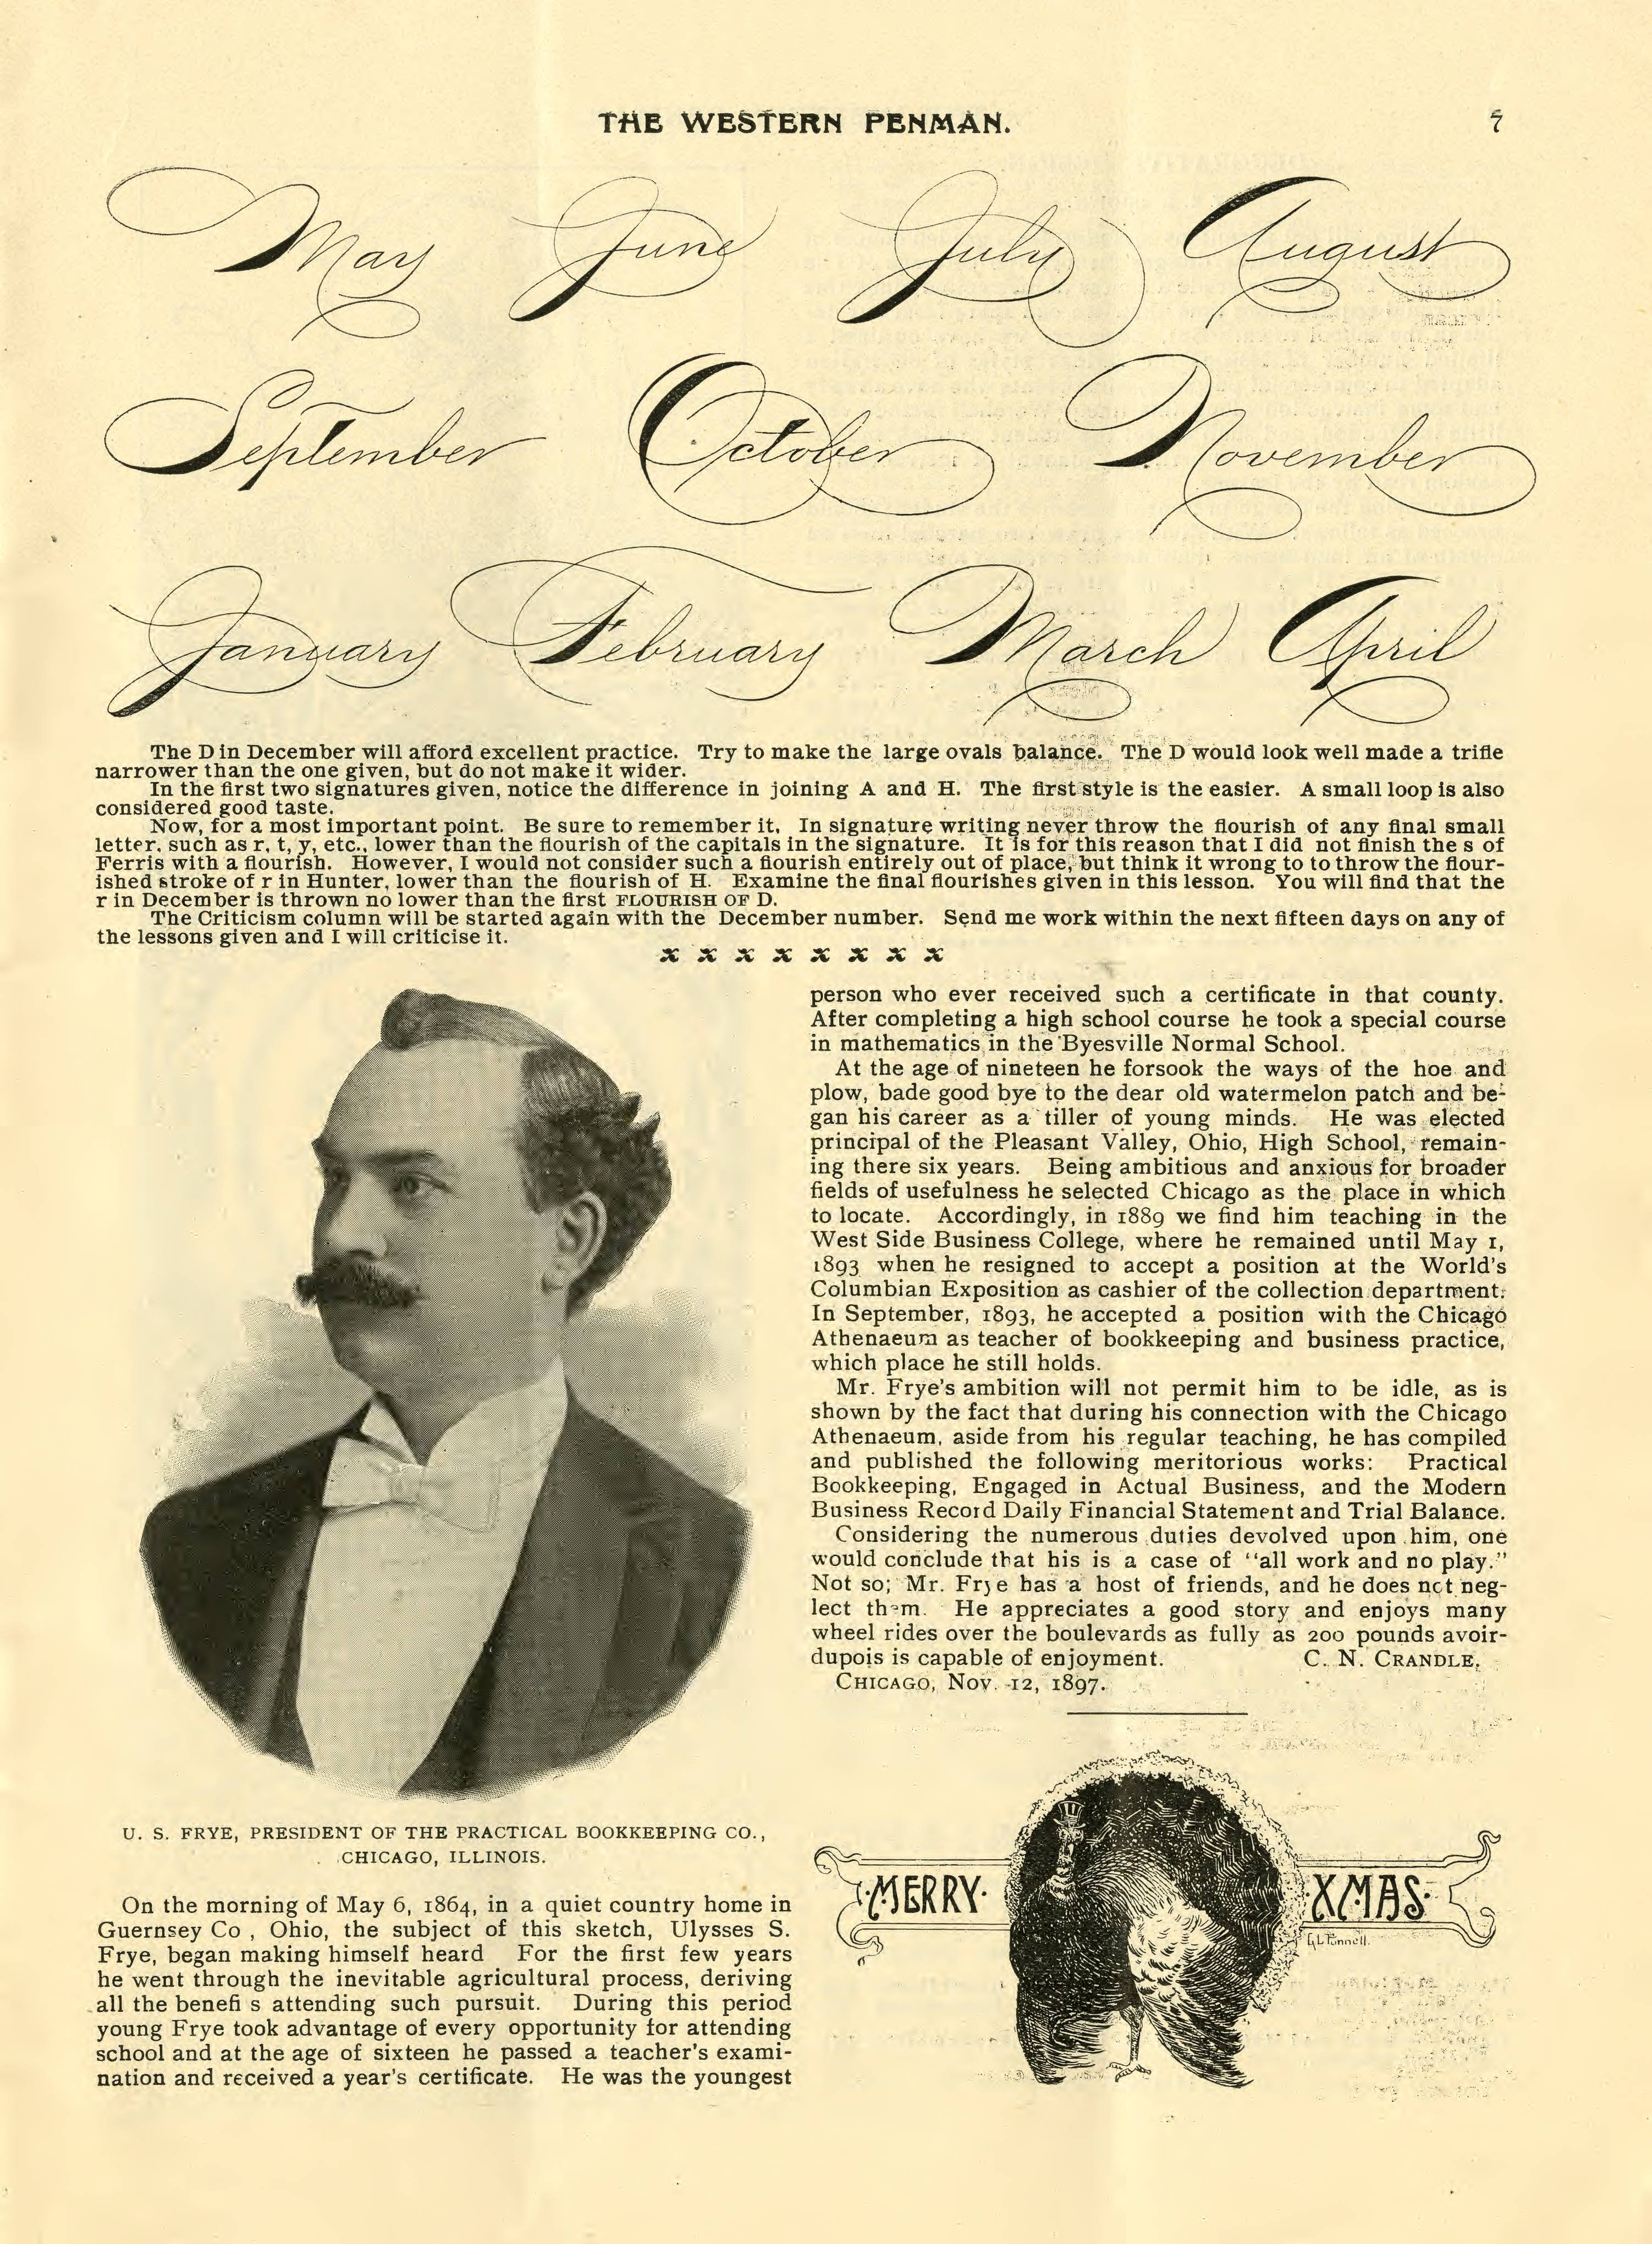 THE WESTERN PENMAN.
7
May June July August
September October November
January February March April
The D in December will afford excellent practice. Try to make the large ovals balance. The D would look well made a trifle
narrower than the one given, but do not make it wider.
In the first two signatures given, notice the difference in joining A and H. The first style is the easier. A small loop is also
considered good taste.
Now, for a most important point. Be sure to remember it. In signature writing never throw the flourish of any final small
letter, such as r, t, y, etc., lower than the flourish of the capitals in the signature. It is for this reason that I did not finish the s of
Ferris with a flourish. However, I would not consider such a flourish entirely out of place, but think it wrong to to throw the flour-
ished stroke of r in Hunter, lower than the flourish of H. Examine the final flourishes given in this lesson. You will find that the
r in December is thrown no lower than the first FLOURISH OF D.
The Criticism column will be started again with the December number. Send me work within the next fifteen days on any of
the lessons given and I will criticise it.
x x x x x x x x
U. S. FRYE, PRESIDENT OF THE PRACTICAL BOOKKEEPING CO.,
CHICAGO, ILLINOIS.
On the morning of May 6, 1864, in a quiet country home in
Guernsey Co , Ohio, the subject of this sketch, Ulysses S.
Frye, began making himself heard For the first few years
he went through the inevitable agricultural process, deriving
all the benefi s attending such pursuit. During this period
young Frye took advantage of every opportunity for attending
school and at the age of sixteen he passed a teacher's exami-
nation and received a year's certificate. He was the youngest
person who ever received such a certificate in that county.
After completing a high school course he took a special course
in mathematics in the Byesville Normal School.
At the age of nineteen he forsook the ways of the hoe and
plow, bade good bye to the dear old watermelon patch and be-
gan his career as a tiller of young minds. He was elected
principal of the Pleasant Valley, Ohio, High School, remain-
ing there six years. Being ambitious and anxious for broader
fields of usefulness he selected Chicago as the place in which
to locate. Accordingly, in 1889 we find him teaching in the
West Side Business College, where he remained until May 1,
1893 when he resigned to accept a position at the World's
Columbian Exposition as cashier of the collection department.
In September, 1893, he accepted a position with the Chicago
Athenaeum as teacher of bookkeeping and business practice,
which place he still holds.
Mr. Frye's ambition will not permit him to be idle, as is
shown by the fact that during his connection with the Chicago
Athenaeum, aside from his regular teaching, he has compiled
and published the following meritorious works: Practical
Bookkeeping, Engaged in Actual Business, and the Modern
Business Record Daily Financial Statement and Trial Balance.
Considering the numerous duties devolved upon him, one
would conclude that his is a case of "all work and no play."
Not so; Mr. Frye has a host of friends, and he does not neg-
lect them. He appreciates a good story and enjoys many
wheel rides over the boulevards as fully as 200 pounds avoir-
dupois is capable of enjoyment. C. N. CRANDLE.
CHICAGO, NOV. 12, 1897.
·MERRY· ·XMAS·